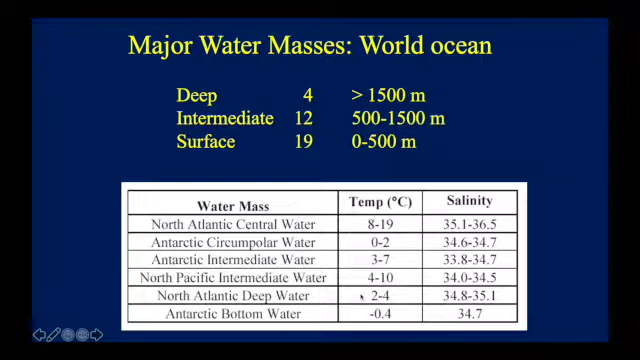 Major Water Masses: World ocean
Deep 4 > 1500 m
Intermediate 12 500-1500 m
Surface 19 0-500 m
Water Mass Temp (°C) Salinity
North Atlantic Central Water 8-19 35.1-36.5
Antarctic Circumpolar Water 0-2 34.6-34.7
Antarctic Intermediate Water 3-7 33.8-34.7
North Pacific Intermediate Water 4-10 34.0-34.5
North Atlantic Deep Water 2-4 34.8-35.1
Antarctic Bottom Water -0.4 34.7